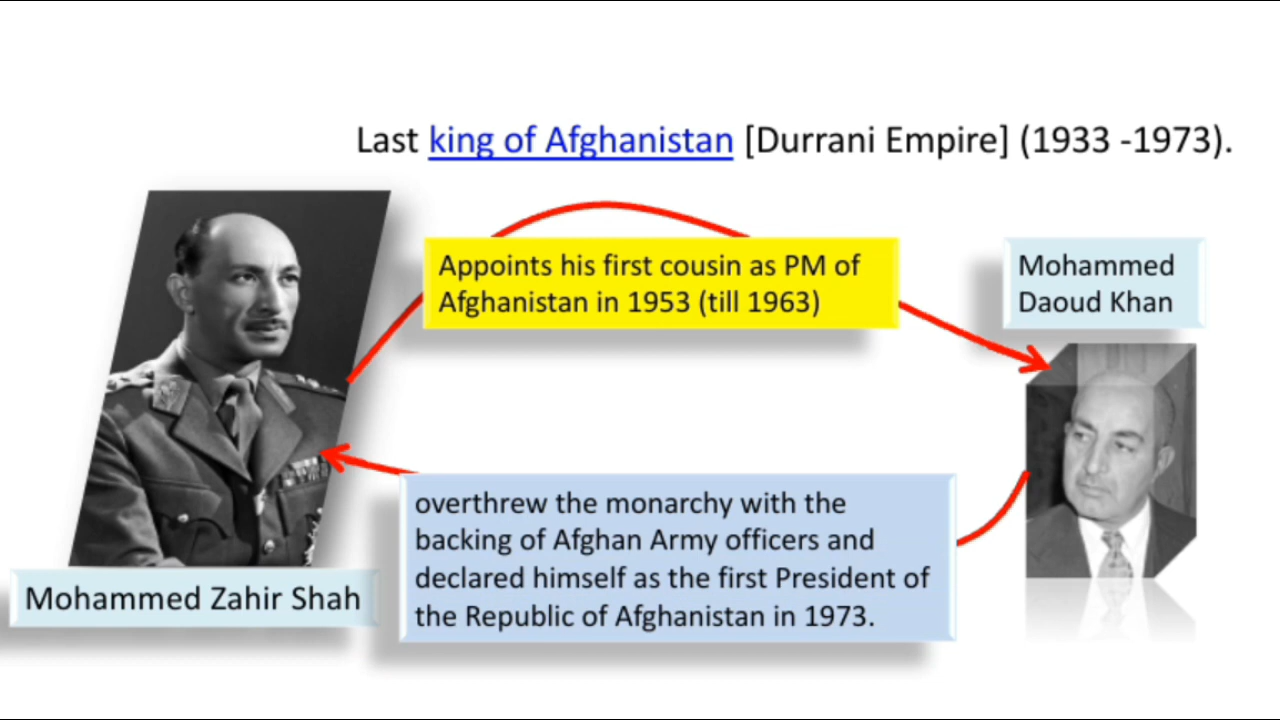 Last king of Afghanistan [Durrani Empire] (1933 -1973).
Appoints his first cousin as PM of
Afghanistan in 1953 (till 1963)
Mohammed
Daoud Khan
overthrew the monarchy with the
backing of Afghan Army officers and
declared himself as the first President of
the Republic of Afghanistan in 1973.
Mohammed Zahir Shah